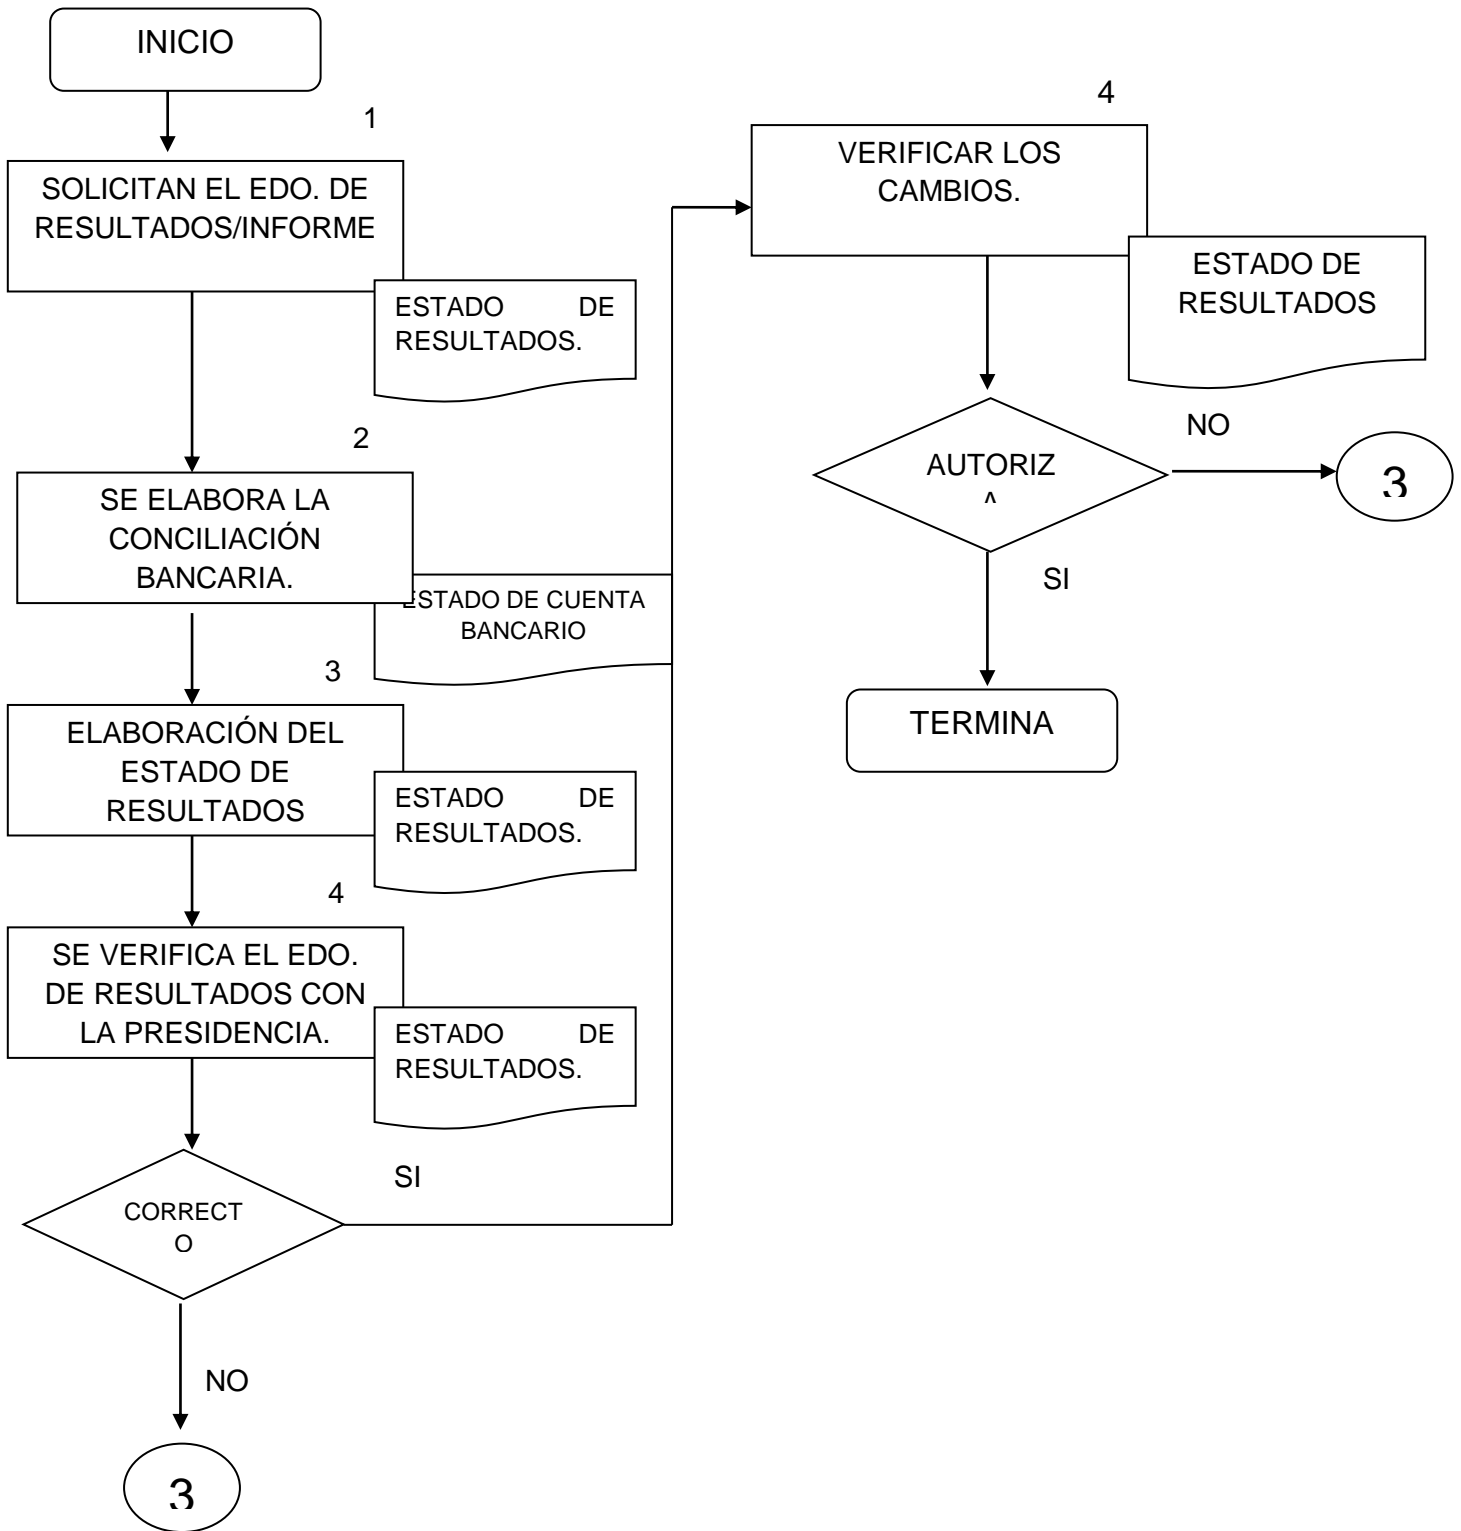 INICIO
1
SOLICITAN EL EDO. DE
RESULTADOS/INFORME
ESTADO DE
RESULTADOS.
2
SE ELABORA LA
CONCILIACIÓN
BANCARIA.
ESTADO DE CUENTA
BANCARIO
3
ELABORACIÓN DEL
ESTADO DE
RESULTADOS
ESTADO DE
RESULTADOS.
4
SE VERIFICA EL EDO.
DE RESULTADOS CON
LA PRESIDENCIA.
ESTADO DE
RESULTADOS.
CORRECT
O
SI
NO
3
4
VERIFICAR LOS
CAMBIOS.
ESTADO DE
RESULTADOS
AUTORIZ
A
NO
3
SI
TERMINA